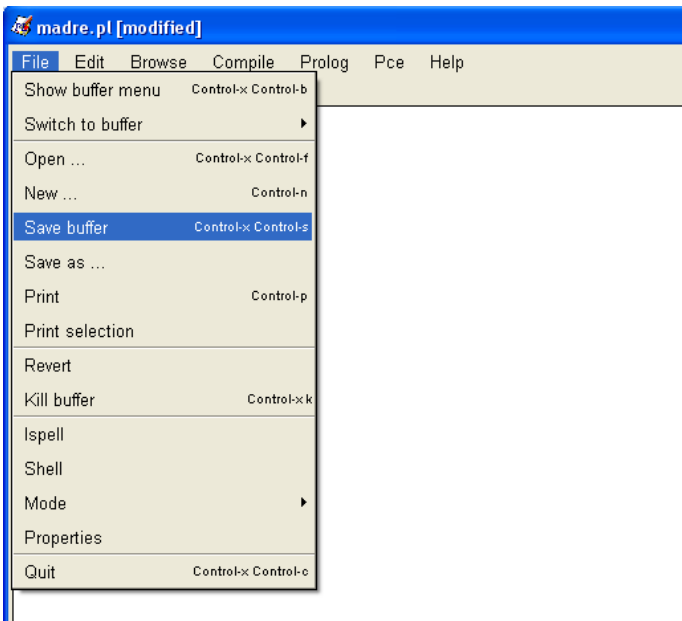 madre.pl [modified]
File Edit Browse Compile Prolog Pce Help
Show buffer menu Control-x Control-b
Switch to buffer
Open ... Control-x Control-f
New ... Control-n
Save buffer Control-x Control-s
Save as ...
Print Control-p
Print selection
Revert
Kill buffer Control-x k
Ispell
Shell
Mode
Properties
Quit Control-x Control-c